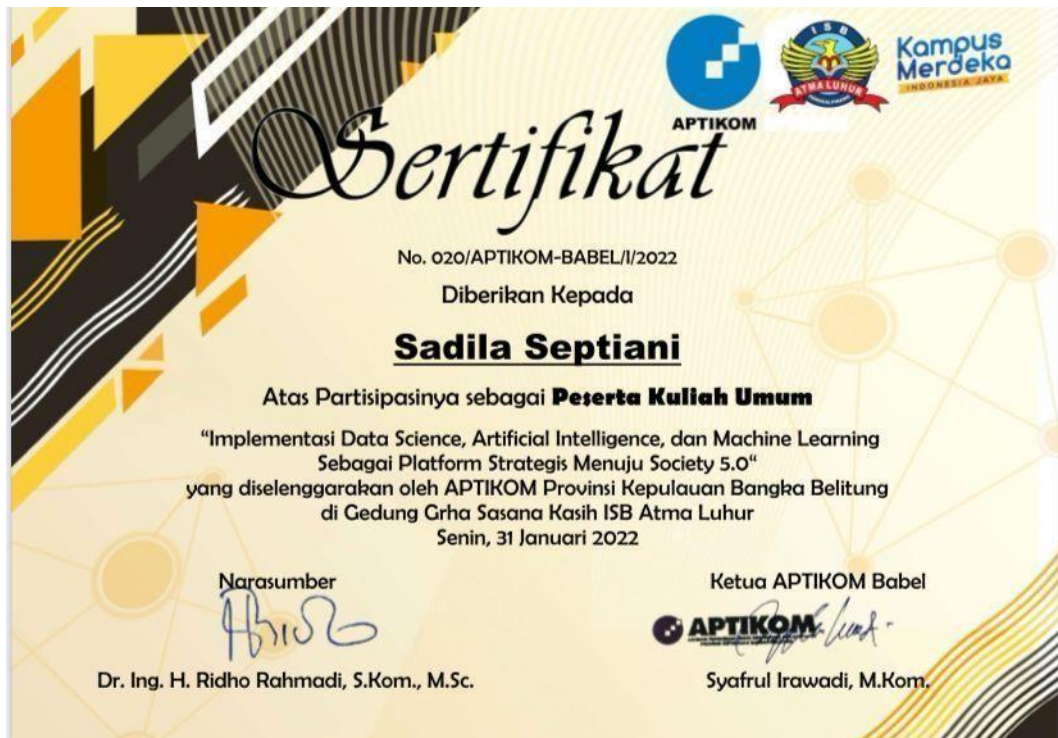 APTIKOM
ISB
ATMA LUHUR
Kampus
Merdeka
INDONESIA JAYA
Sertifikat
No. 020/APTIKOM-BABEL/I/2022
Diberikan Kepada
Sadila Septiani
Atas Partisipasinya sebagai Peserta Kuliah Umum
“Implementasi Data Science, Artificial Intelligence, dan Machine Learning
Sebagai Platform Strategis Menuju Society 5.0“
yang diselenggarakan oleh APTIKOM Provinsi Kepulauan Bangka Belitung
di Gedung Grha Sasana Kasih ISB Atma Luhur
Senin, 31 Januari 2022
Narasumber
Ketua APTIKOM Babel
APTIKOM
Dr. Ing. H. Ridho Rahmadi, S.Kom., M.Sc.
Syafrul Irawadi, M.Kom.